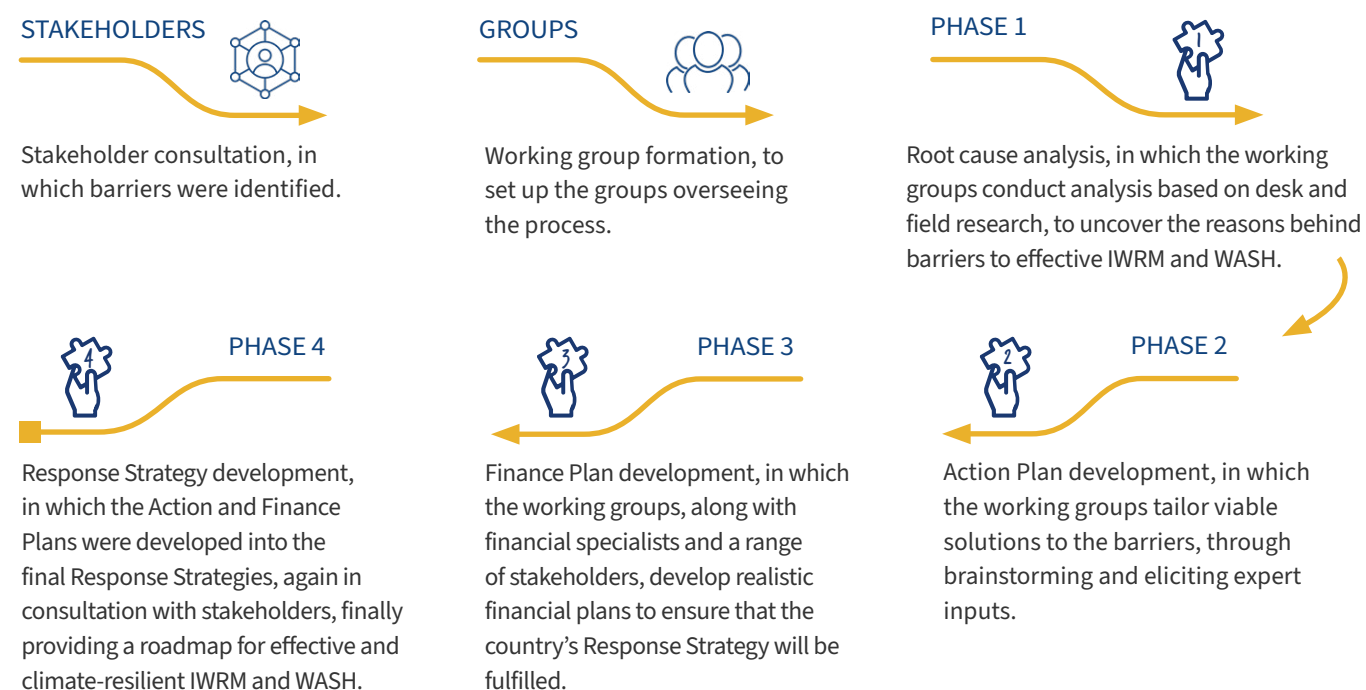 STAKEHOLDERS
Stakeholder consultation, in
which barriers were identified.
GROUPS
Working group formation, to
set up the groups overseeing
the process.
PHASE 1
1
Root cause analysis, in which the working
groups conduct analysis based on desk and
field research, to uncover the reasons behind
barriers to effective IWRM and WASH.
PHASE 2
2
Action Plan development, in which
the working groups tailor viable
solutions to the barriers, through
brainstorming and eliciting expert
inputs.
PHASE 3
3
Finance Plan development, in which
the working groups, along with
financial specialists and a range
of stakeholders, develop realistic
financial plans to ensure that the
country’s Response Strategy will be
fulfilled.
PHASE 4
4
Response Strategy development,
in which the Action and Finance
Plans were developed into the
final Response Strategies, again in
consultation with stakeholders, finally
providing a roadmap for effective and
climate-resilient IWRM and WASH.